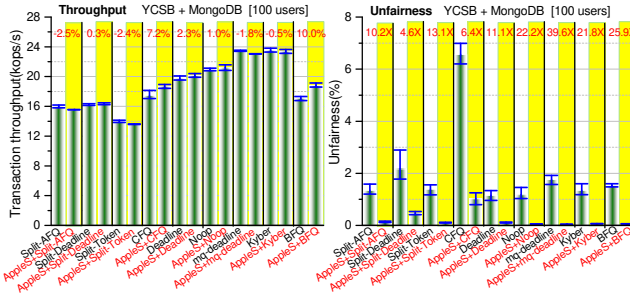 Throughput YCSB + MongoDB [100 users]
Transaction throughput(kops/s)
28
24
20
16
12
8
4
0
-2.5% 0.3% -2.4% 7.2% 2.3% 1.0% -1.8% -0.5% 10.0%
Split-AFQ
AppleS+Split-AFQ
Split-Deadline
AppleS+Split-Deadline
Split-Token
AppleS+Split-Token
CFQ
AppleS+CFQ
Deadline
AppleS+Deadline
Noop
AppleS+Noop
mq-deadline
AppleS+mq-deadline
Kyber
AppleS+Kyber
BFQ
AppleS+BFQ
Unfairness YCSB + MongoDB [100 users]
Unfairness(%)
8
6
4
2
0
10.2X 4.6X 13.1X 6.4X 11.1X 22.2X 39.6X 21.8X 25.9X
Split-AFQ
AppleS+Split-AFQ
Split-Deadline
AppleS+Split-Deadline
Split-Token
AppleS+Split-Token
CFQ
AppleS+CFQ
Deadline
AppleS+Deadline
Noop
AppleS+Noop
mq-deadline
AppleS+mq-deadline
Kyber
AppleS+Kyber
BFQ
AppleS+BFQ